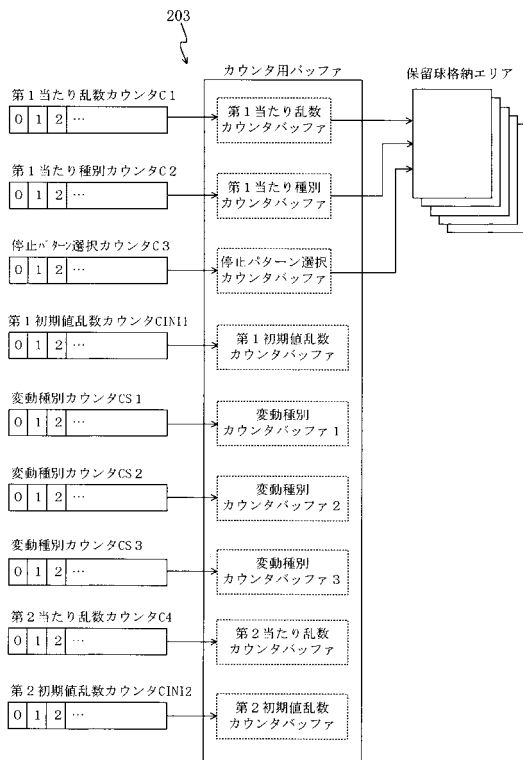 203
カウンタ用バッファ
保留球格納エリア
第1当たり乱数カウンタC1
0 1 2 …
第1当たり乱数
カウンタバッファ
第1当たり種別カウンタC2
0 1 2 …
第1当たり種別
カウンタバッファ
停止パターン選択カウンタC3
0 1 2 …
停止パターン選択
カウンタバッファ
第1初期値乱数カウンタCINI1
0 1 2 …
第1初期値乱数
カウンタバッファ
変動種別カウンタCS1
0 1 2 …
変動種別
カウンタバッファ1
変動種別カウンタCS2
0 1 2 …
変動種別
カウンタバッファ2
変動種別カウンタCS3
0 1 2 …
変動種別
カウンタバッファ3
第2当たり乱数カウンタC4
0 1 2 …
第2当たり乱数
カウンタバッファ
第2初期値乱数カウンタCINI2
0 1 2 …
第2初期値乱数
カウンタバッファ